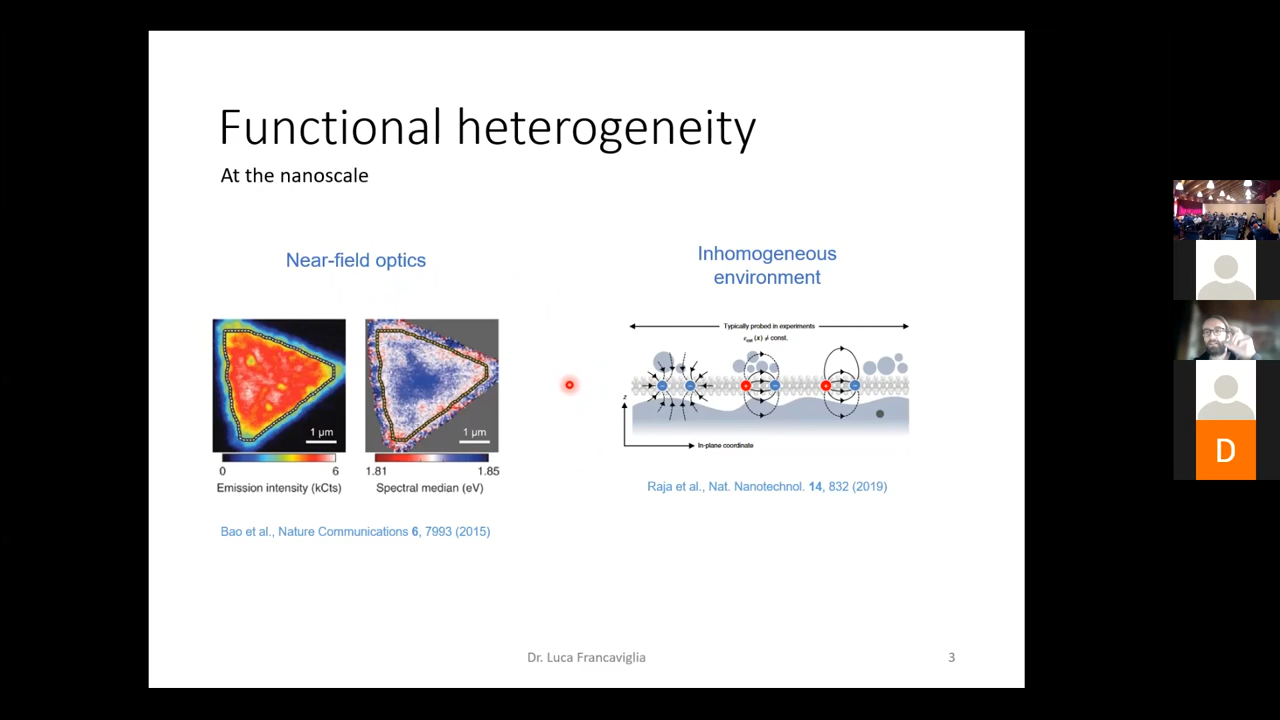 Functional heterogeneity
At the nanoscale
Near-field optics
1 μm
1 μm
0 6
Emission intensity (kCts)
1.81 1.85
Spectral median (eV)
Bao et al., Nature Communications 6, 7993 (2015)
Inhomogeneous
environment
Typically probed in experiments
εext (x) ≠ const.
z
In-plane coordinate
Raja et al., Nat. Nanotechnol. 14, 832 (2019)
Dr. Luca Francaviglia
3
D